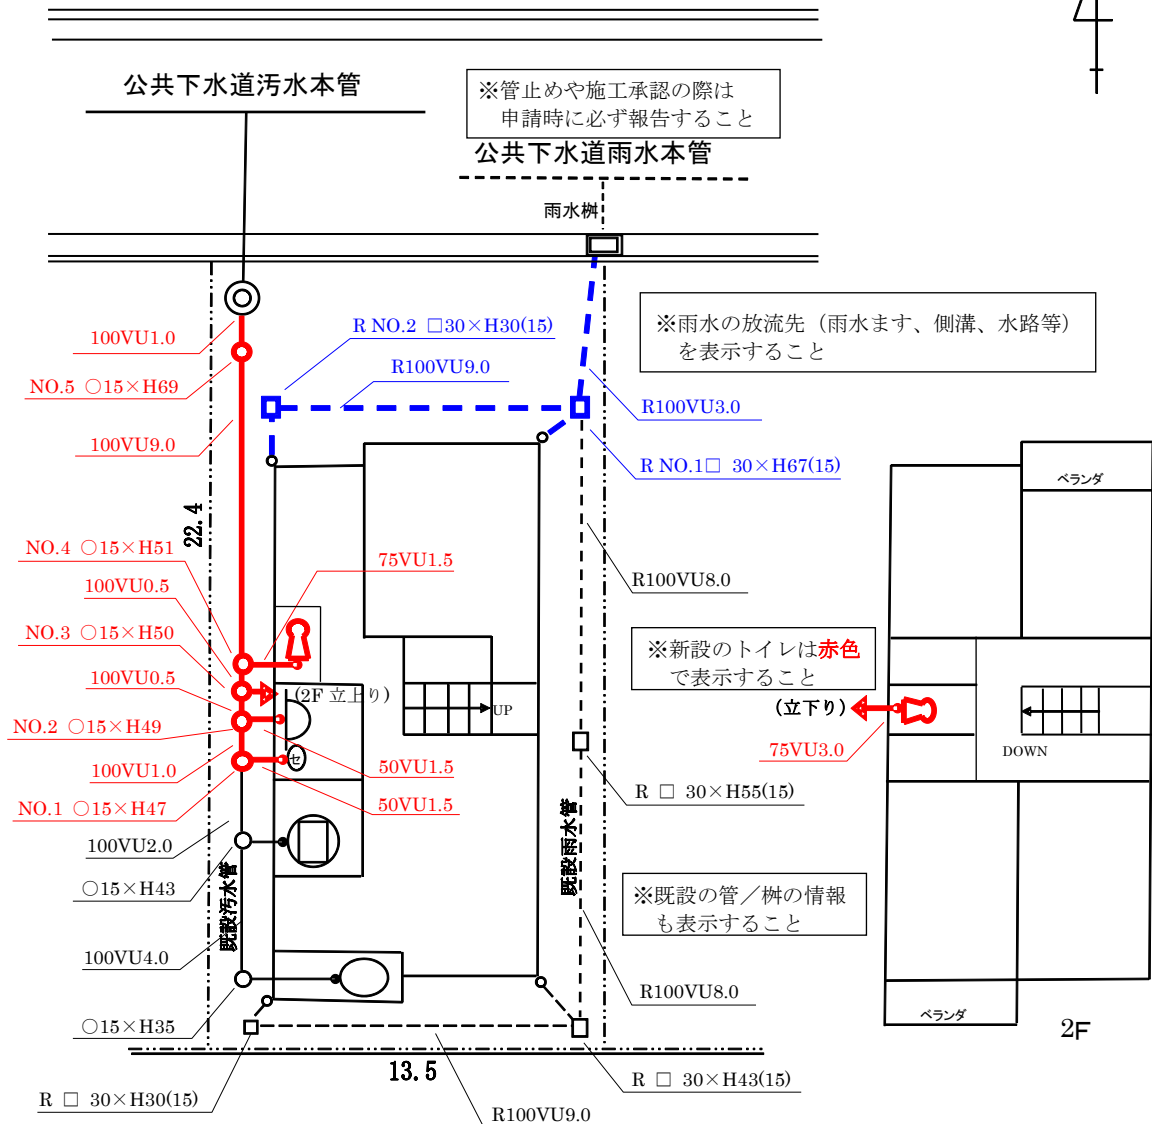 公共下水道汚水本管
※管止めや施工承認の際は
申請時に必ず報告すること
公共下水道雨水本管
雨水桝
100VU1.0
R NO.2 □30×H30(15)
※雨水の放流先（雨水ます、側溝、水路等）
を表示すること
NO.5 ○15×H69
R100VU9.0
R100VU3.0
100VU9.0
R NO.1□ 30×H67(15)
ベランダ
22.4
NO.4 ○15×H51
75VU1.5
100VU0.5
R100VU8.0
NO.3 ○15×H50
※新設のトイレは赤色
で表示すること
100VU0.5
(2F 立上り)
UP
(立下り)
NO.2 ○15×H49
75VU3.0
DOWN
セ
100VU1.0
50VU1.5
NO.1 ○15×H47
50VU1.5
R □ 30×H55(15)
100VU2.0
既設雨水管
○15×H43
既設汚水管
※既設の管／桝の情報
も表示すること
100VU4.0
R100VU8.0
○15×H35
ベランダ
2F
13.5
R □ 30×H43(15)
R □ 30×H30(15)
R100VU9.0